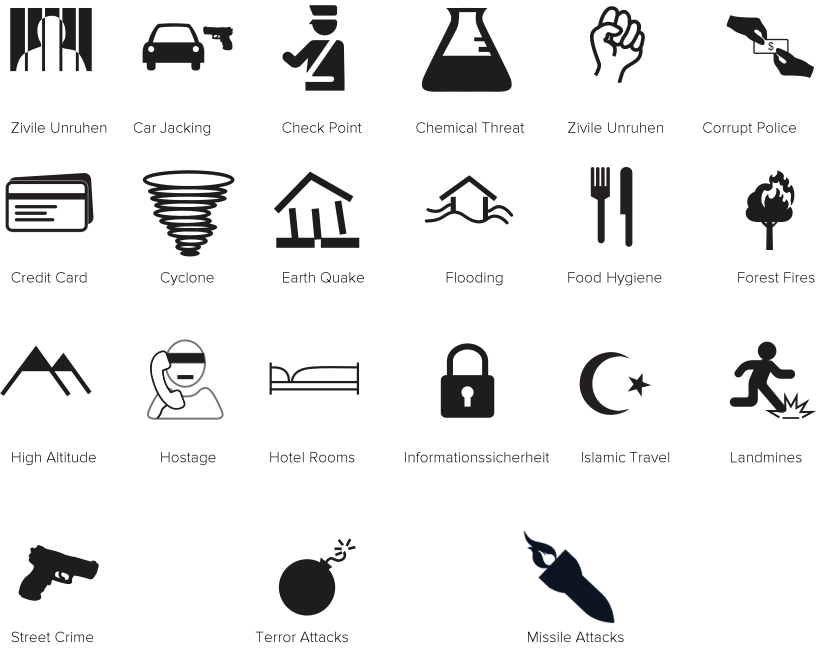 $
Zivile Unruhen Car Jacking Check Point Chemical Threat Zivile Unruhen Corrupt Police
Credit Card Cyclone Earth Quake Flooding Food Hygiene Forest Fires
High Altitude Hostage Hotel Rooms Informationssicherheit Islamic Travel Landmines
Street Crime Terror Attacks Missile Attacks